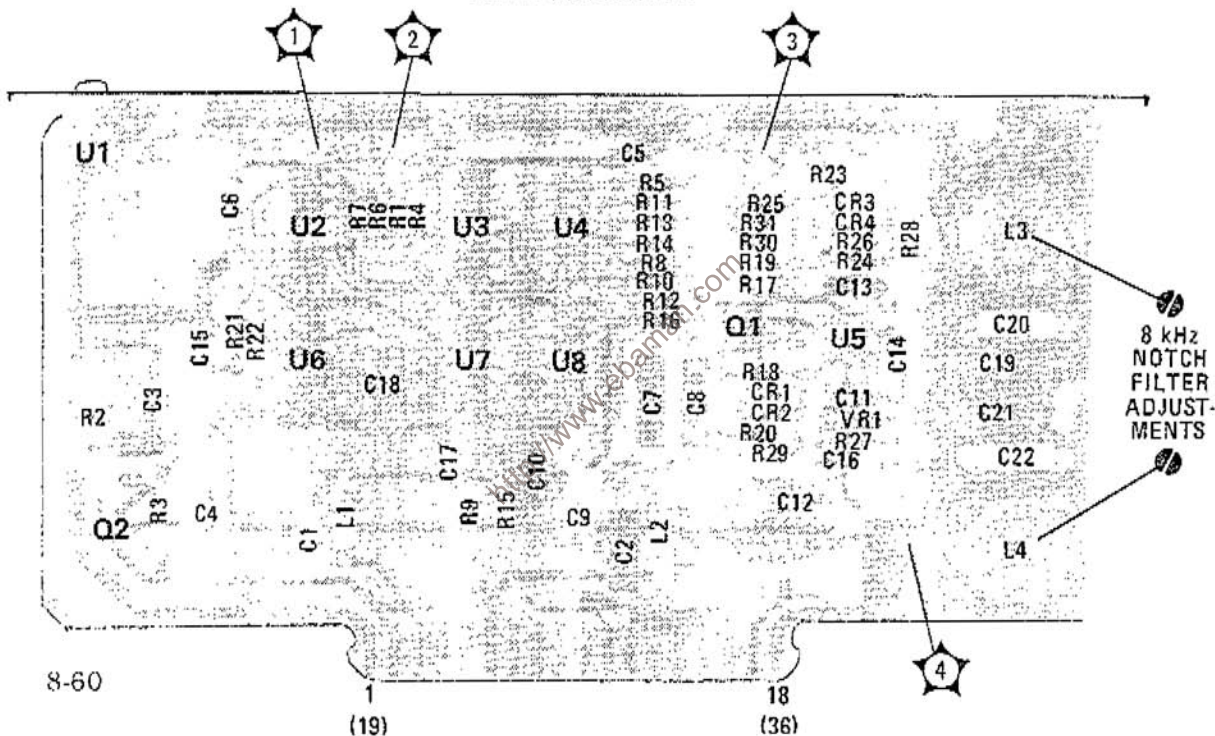 1
2
3
U1
C5
R23
R5
R11
R13
R14
R8
R10
R12
R16
R25
R31
R30
R19
R17
CR3
CR4
R26
R24
C13
R28
L3
C6
U2
R7
R6
R1
R4
U3
U4
C15
R21
R22
U6
C18
U7
U8
Q1
U5
C14
C20
C19
C21
C22
8 kHz
NOTCH
FILTER
ADJUST-
MENTS
R2
C3
C7
C8
R18
CR1
CR2
R20
R29
C11
VR1
R27
C16
C17
C10
http://www.ebaman.com
Q2
R3
C4
C1
L1
R9
R15
C9
C2
L2
C12
L4
4
8-60
1
18
(19)
(36)